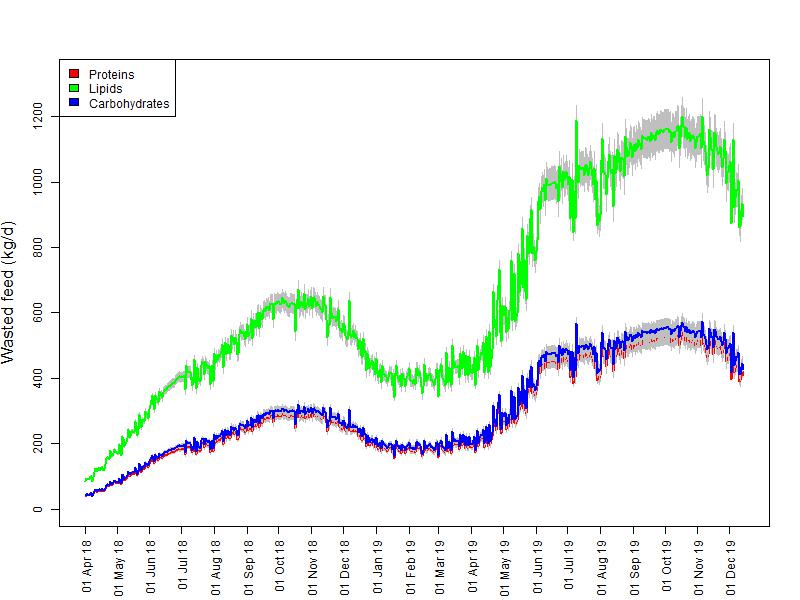 Proteins
Lipids
Carbohydrates
Wasted feed (kg/d)
1200
1000
800
600
400
200
0
01 Apr 18
01 May 18
01 Jun 18
01 Jul 18
01 Aug 18
01 Sep 18
01 Oct 18
01 Nov 18
01 Dec 18
01 Jan 19
01 Feb 19
01 Mar 19
01 Apr 19
01 May 19
01 Jun 19
01 Jul 19
01 Aug 19
01 Sep 19
01 Oct 19
01 Nov 19
01 Dec 19